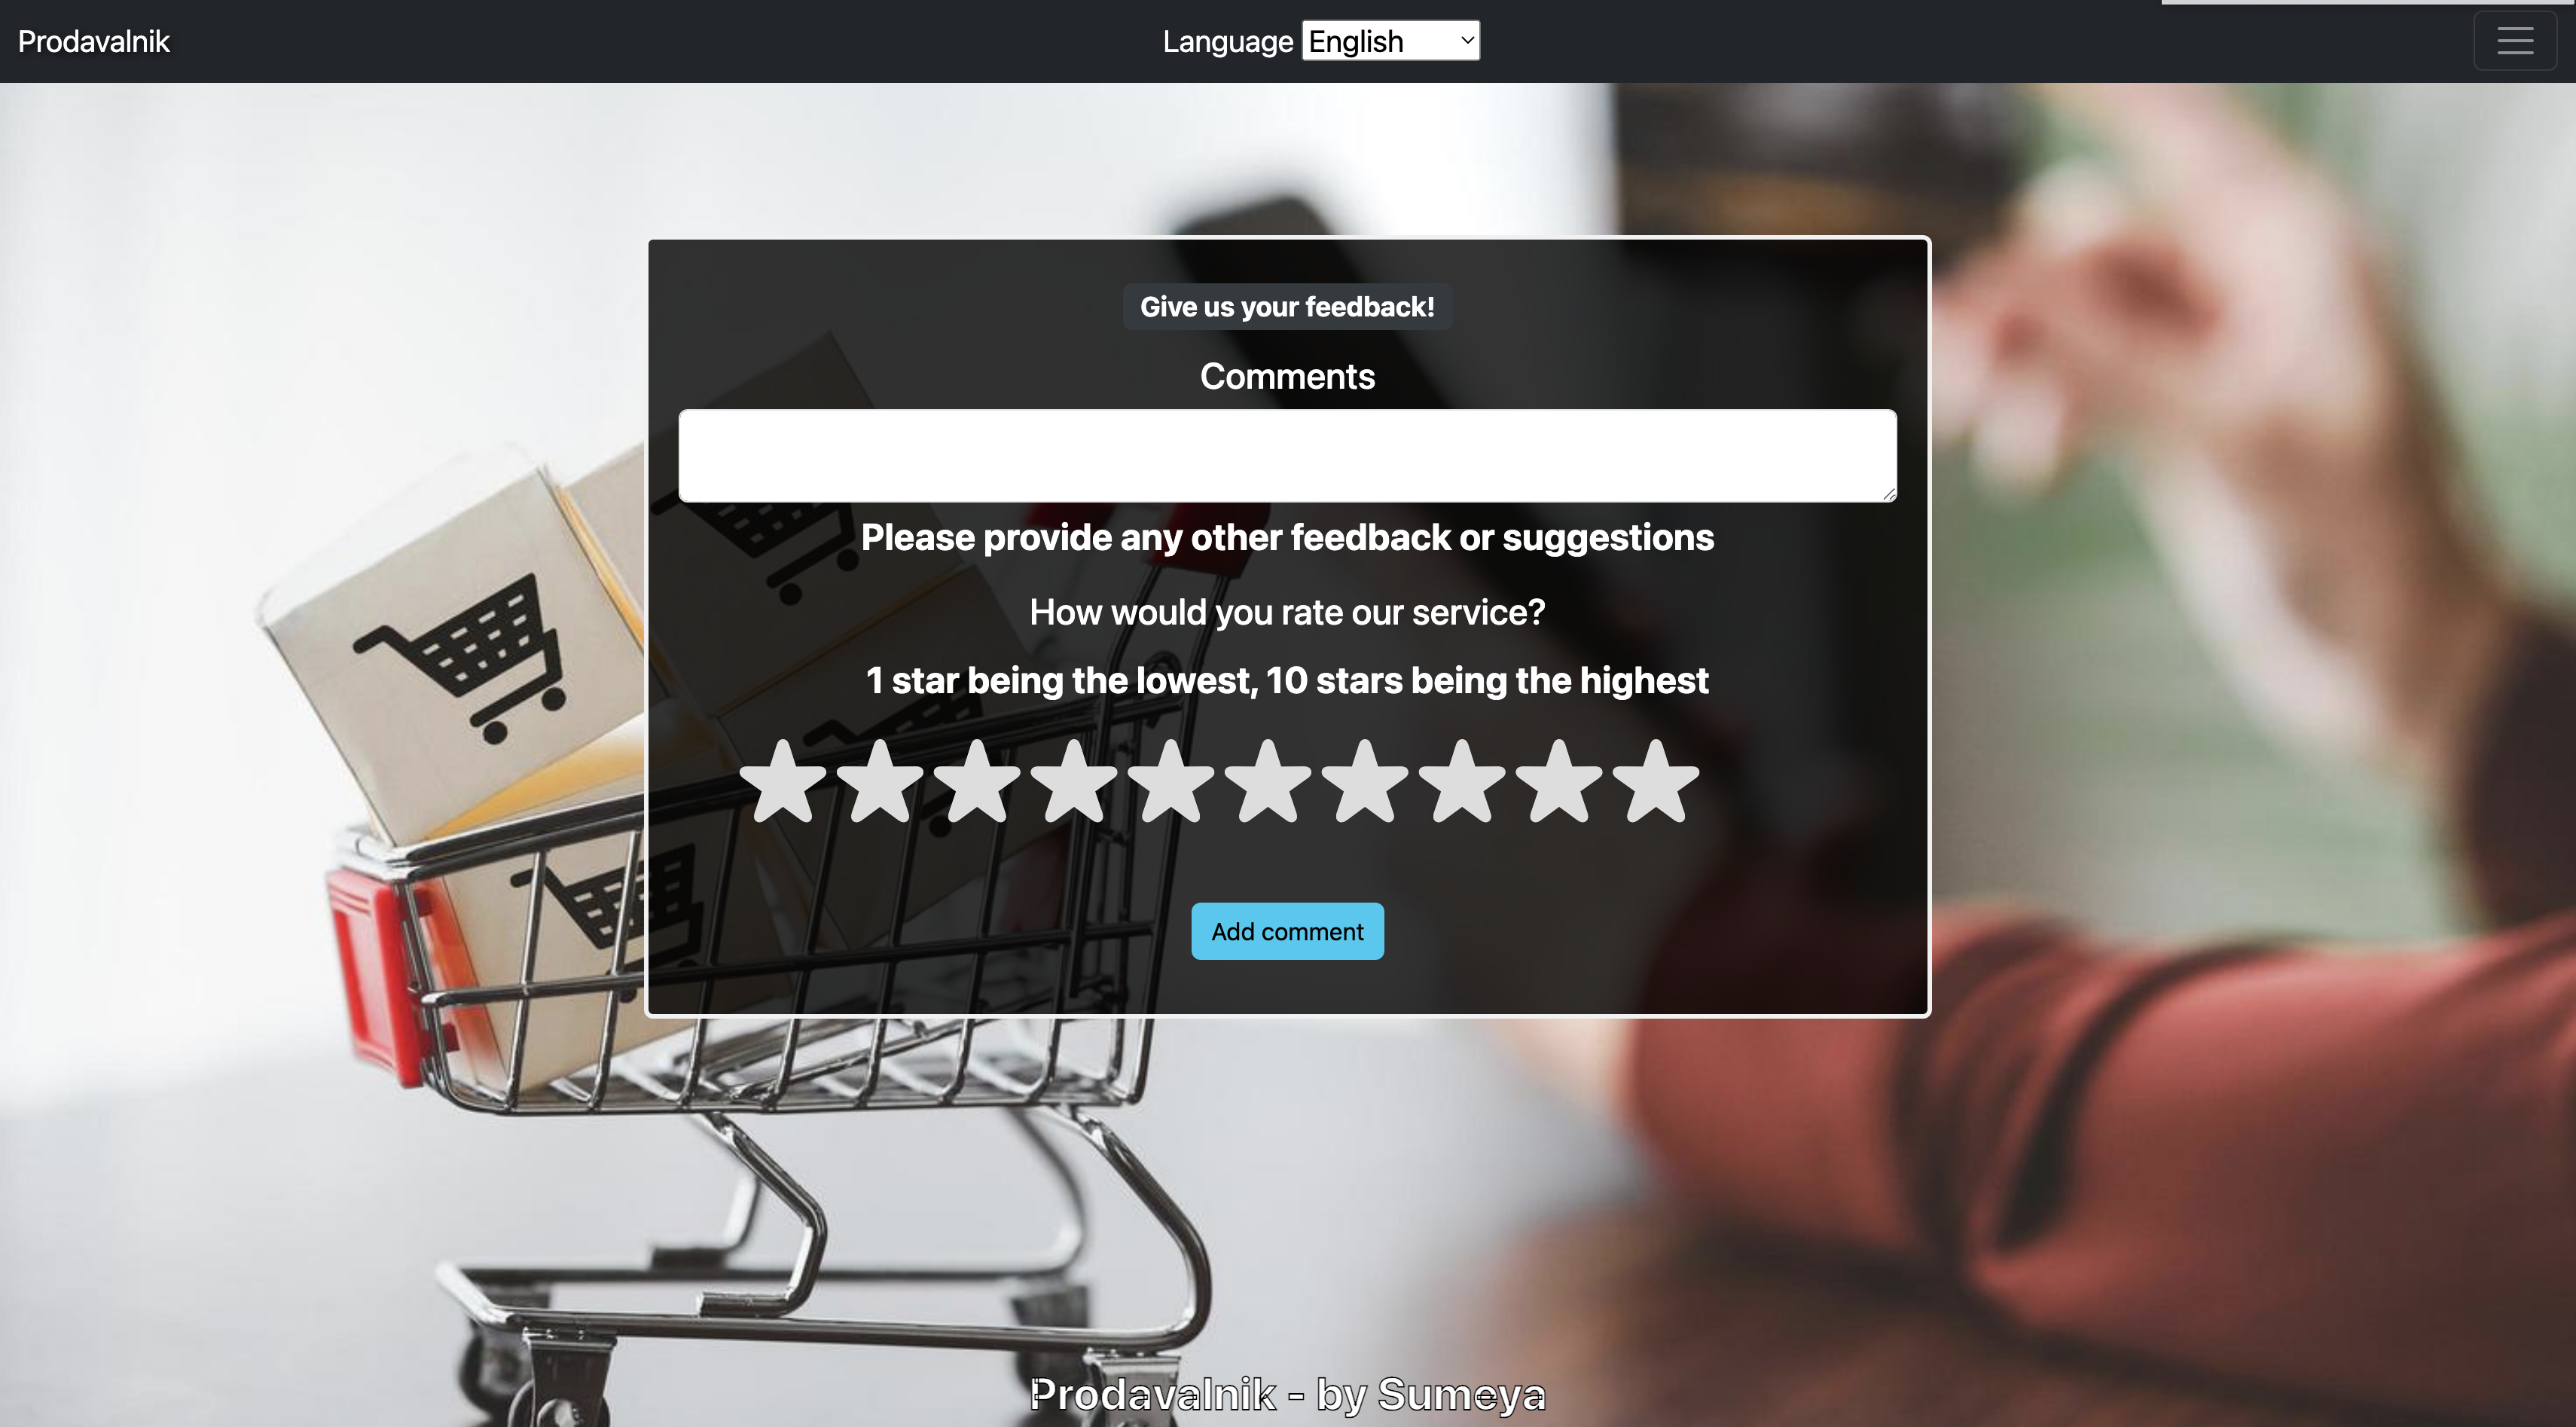 Prodavalnik
Language English
Give us your feedback!
Comments
Please provide any other feedback or suggestions
How would you rate our service?
1 star being the lowest, 10 stars being the highest
Add comment
Prodavalnik - by Sumeya